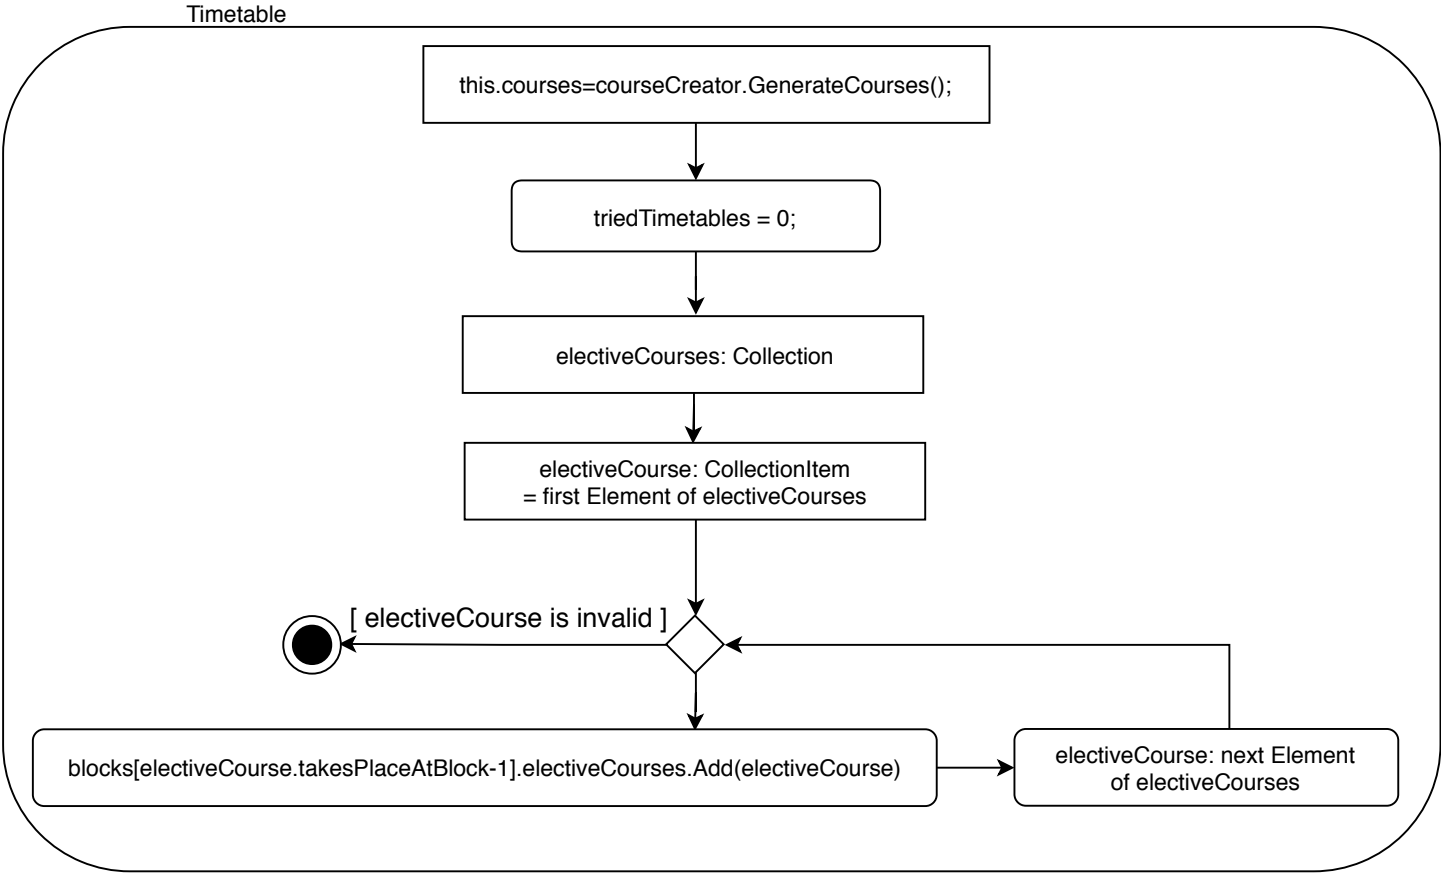 Timetable
this.courses=courseCreator.GenerateCourses();
triedTimetables = 0;
electiveCourses: Collection
electiveCourse: CollectionItem
= first Element of electiveCourses
[ electiveCourse is invalid ]
blocks[electiveCourse.takesPlaceAtBlock-1].electiveCourses.Add(electiveCourse)
electiveCourse: next Element
of electiveCourses